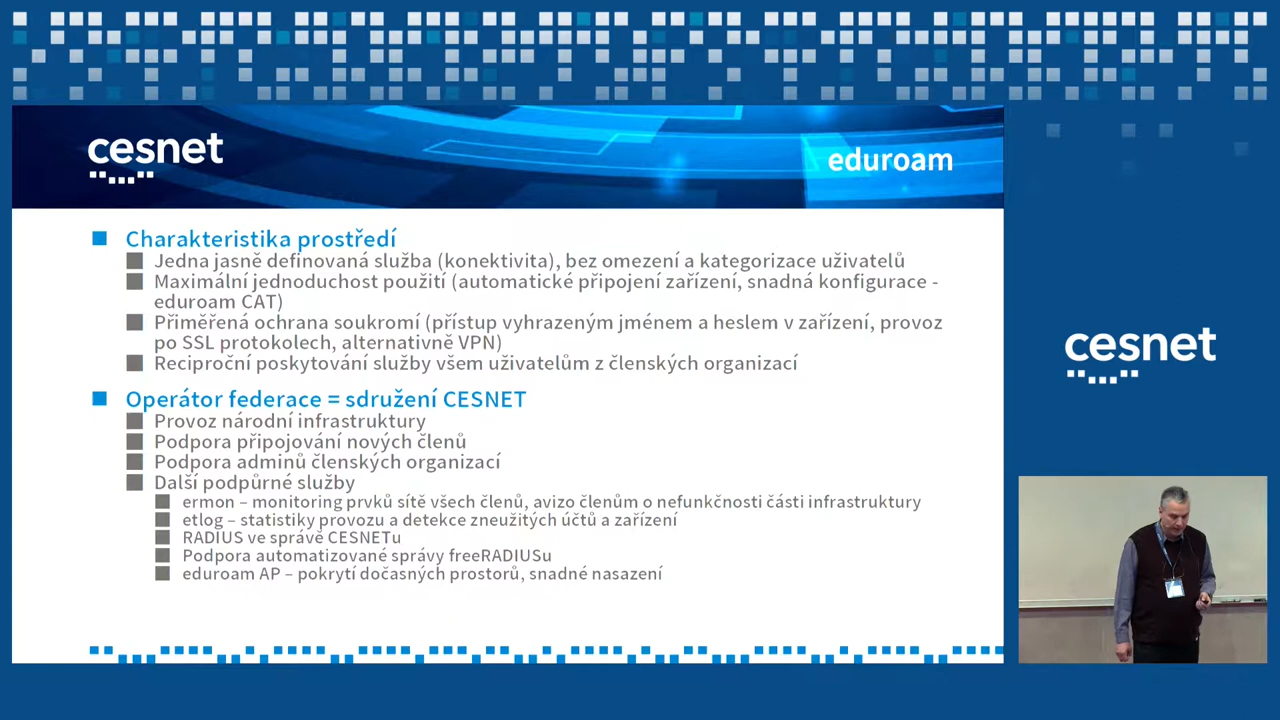 cesnet
eduroam
Charakteristika prostředí
Jedna jasně definovaná služba (konektivita), bez omezení a kategorizace uživatelů
Maximální jednoduchost použití (automatické připojení zařízení, snadná konfigurace -
eduroam CAT)
Přiměřená ochrana soukromí (přístup vyhrazeným jménem a heslem v zařízení, provoz
po SSL protokolech, alternativně VPN)
Reciproční poskytování služby všem uživatelům z členských organizací
Operátor federace = sdružení CESNET
Provoz národní infrastruktury
Podpora připojování nových členů
Podpora adminů členských organizací
Další podpůrné služby
ermon – monitoring prvků sítě všech členů, avizo členům o nefunkčnosti části infrastruktury
etlog – statistiky provozu a detekce zneužitých účtů a zařízení
RADIUS ve správě CESNETu
Podpora automatizované správy freeRADIUSu
eduroam AP – pokrytí dočasných prostorů, snadné nasazení
cesnet